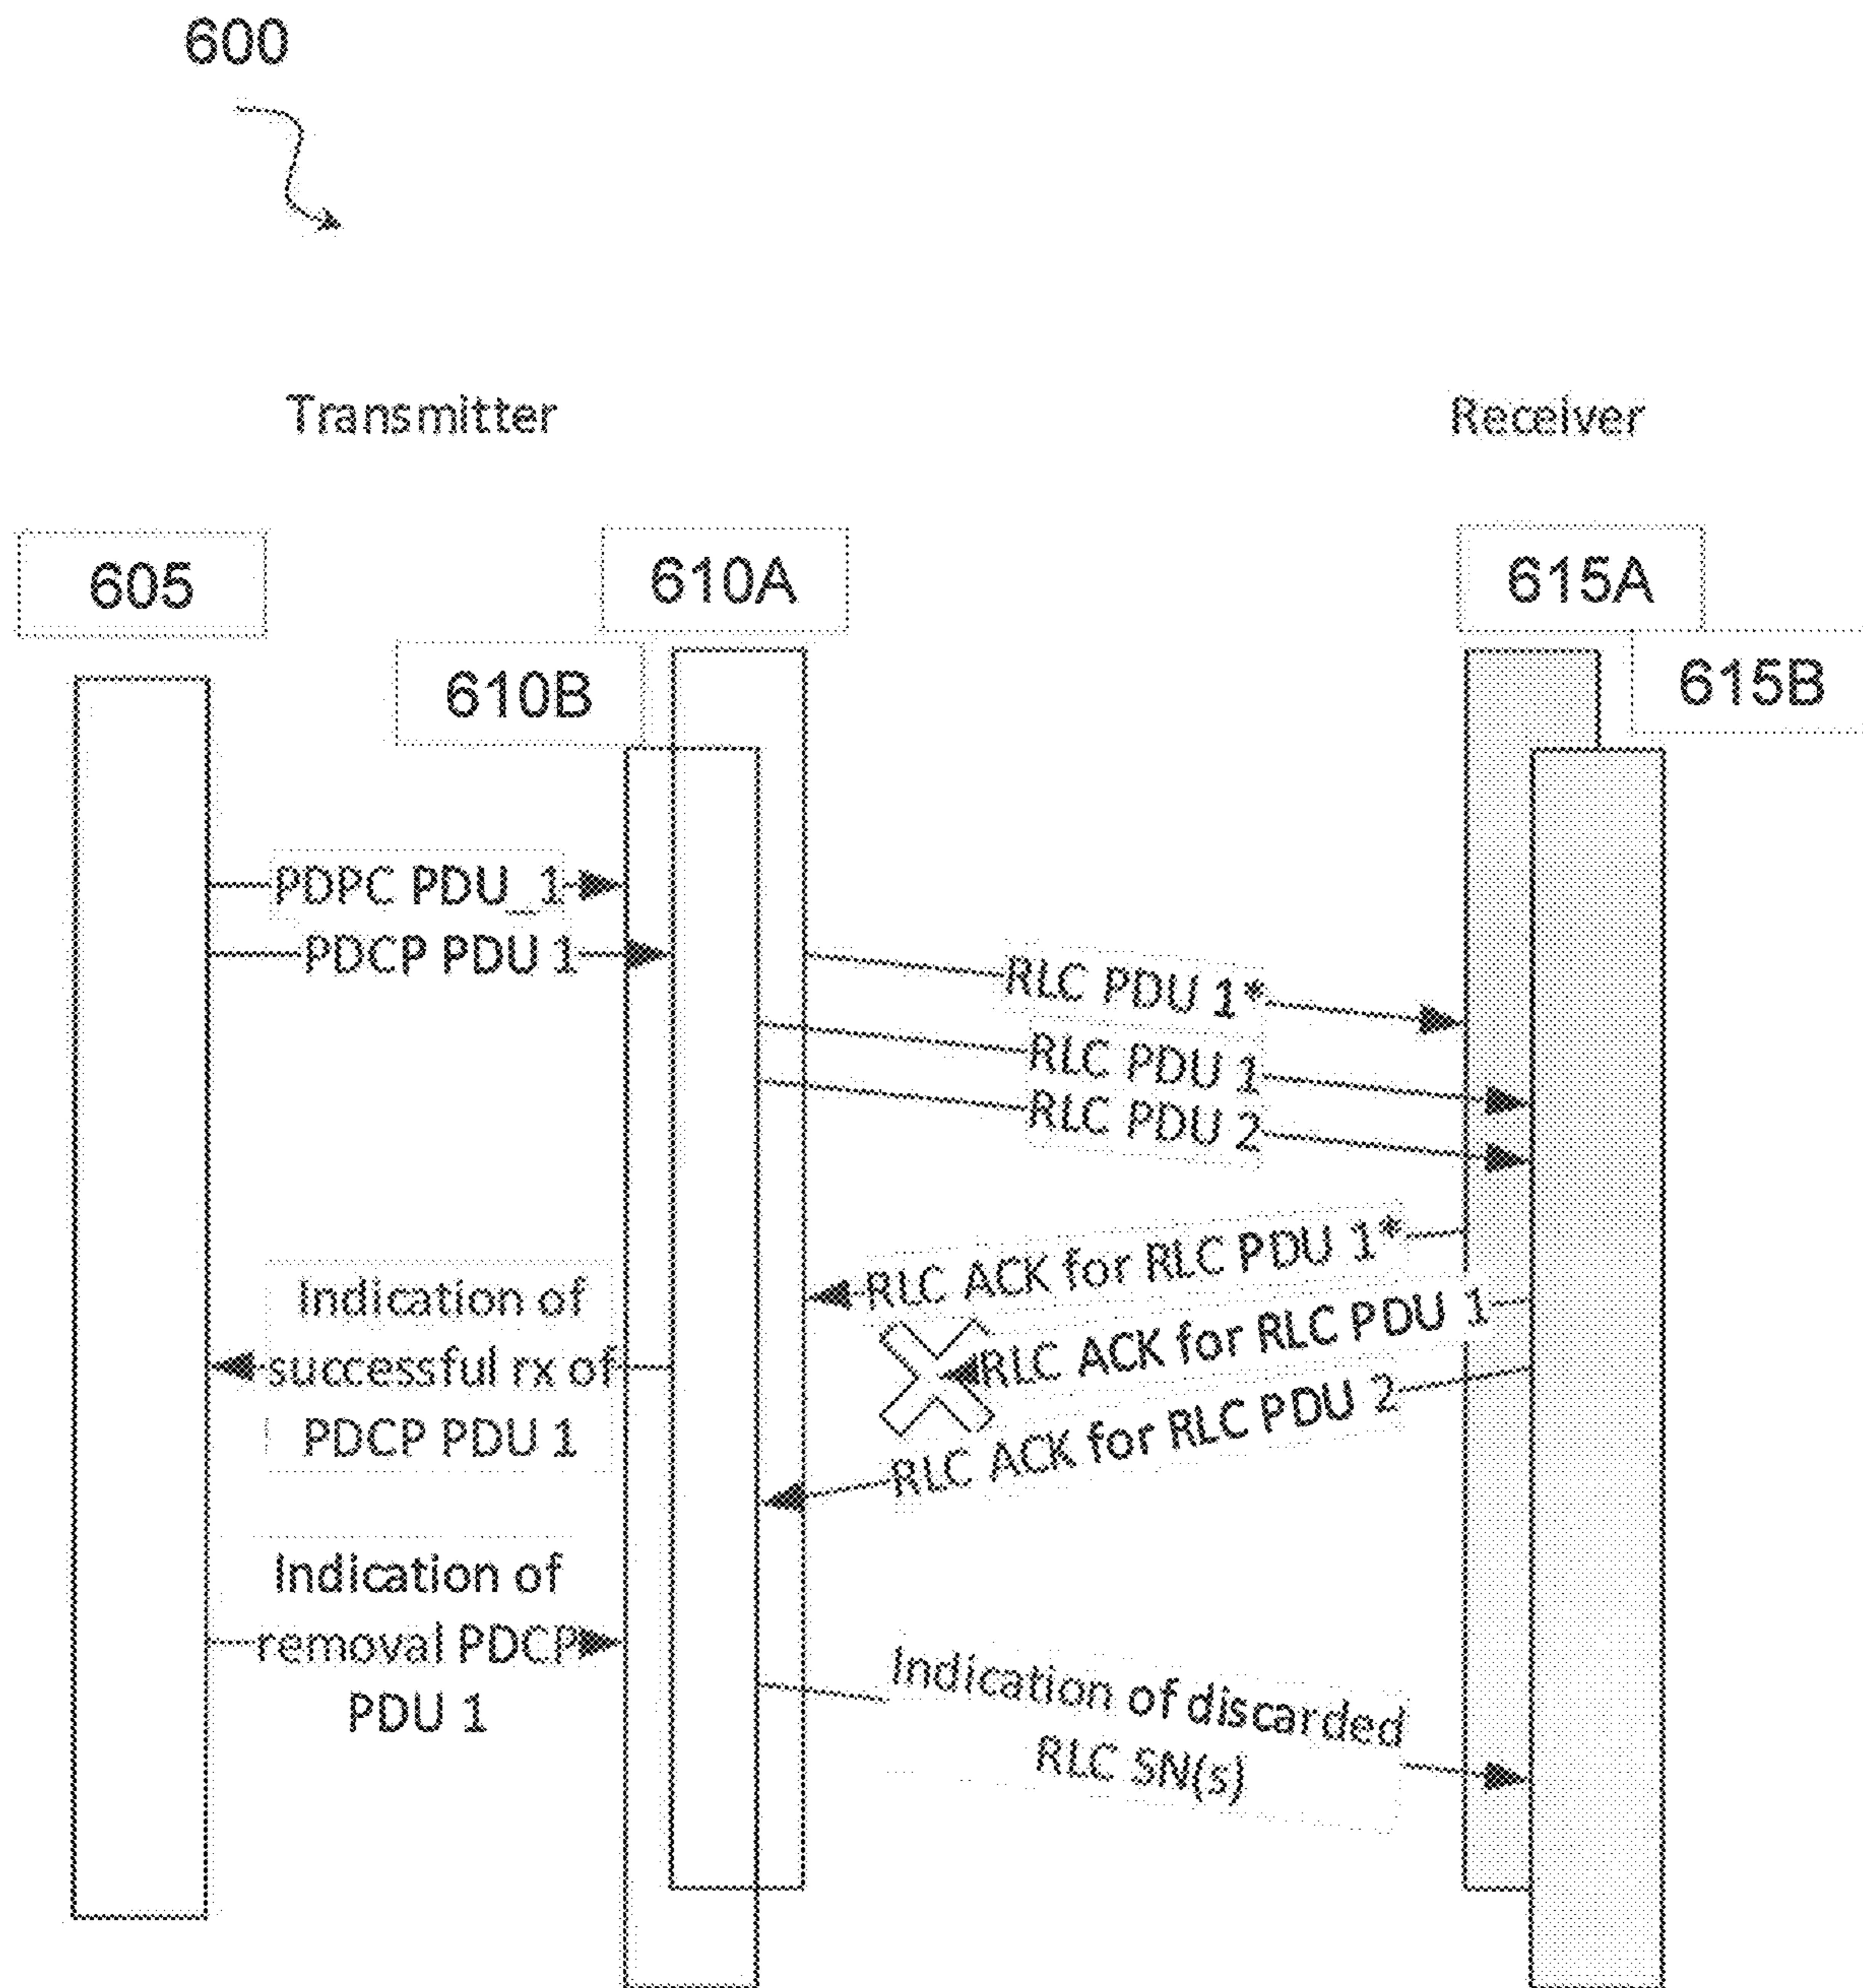 600
Transmitter
Receiver
605
610A
615A
610B
615B
PDPC PDU_1
PDCP PDU 1
RLC PDU 1*
RLC PDU 1
RLC PDU 2
RLC ACK for RLC PDU 1*
RLC ACK for RLC PDU 1
RLC ACK for RLC PDU 2
Indication of
successful rx of
PDCP PDU 1
Indication of
removal PDCP
PDU 1
Indication of discarded
RLC SN(s)